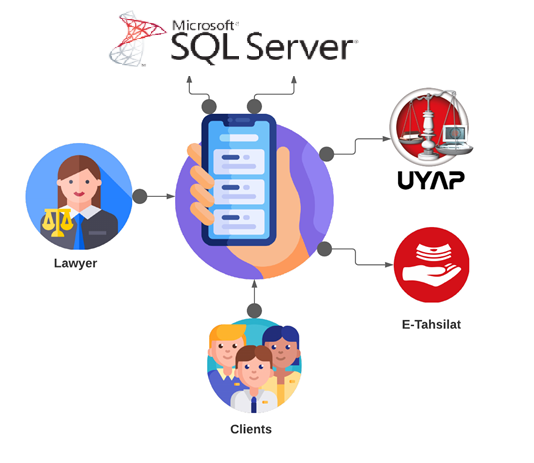 Microsoft
SQL Server
UYAP
Lawyer
E-Tahsilat
Clients